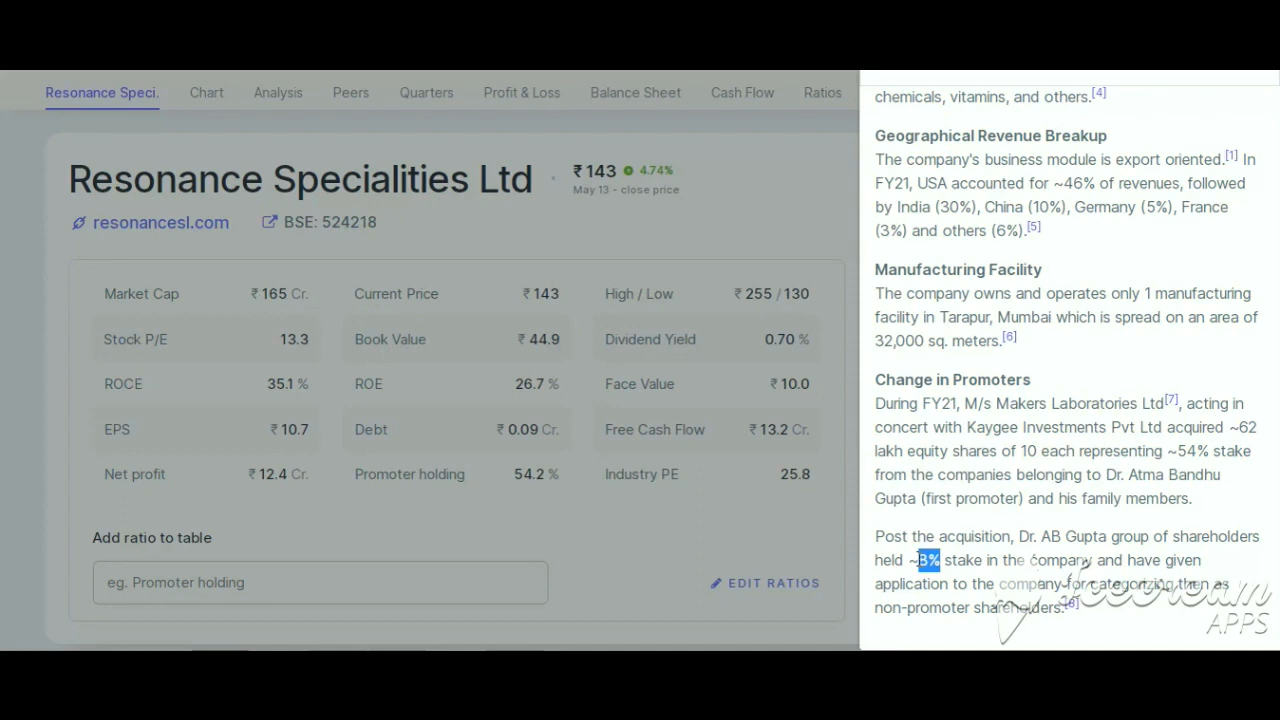 Resonance Speci. Chart Analysis Peers Quarters Profit & Loss Balance Sheet Cash Flow Ratios
Resonance Specialities Ltd
₹ 143 4.74%
May 13 - close price
resonancesl.com BSE: 524218
Market Cap ₹ 165 Cr. Current Price ₹ 143 High / Low ₹ 255 / 130
Stock P/E 13.3 Book Value ₹ 44.9 Dividend Yield 0.70 %
ROCE 35.1 % ROE 26.7 % Face Value ₹ 10.0
EPS ₹ 10.7 Debt ₹ 0.09 Cr. Free Cash Flow ₹ 13.2 Cr.
Net profit ₹ 12.4 Cr. Promoter holding 54.2 % Industry PE 25.8
Add ratio to table
eg. Promoter holding
EDIT RATIOS
chemicals, vitamins, and others.[4]
Geographical Revenue Breakup
The company's business module is export oriented.[1] In
FY21, USA accounted for ~46% of revenues, followed
by India (30%), China (10%), Germany (5%), France
(3%) and others (6%).[5]
Manufacturing Facility
The company owns and operates only 1 manufacturing
facility in Tarapur, Mumbai which is spread on an area of
32,000 sq. meters.[6]
Change in Promoters
During FY21, M/s Makers Laboratories Ltd[7], acting in
concert with Kaygee Investments Pvt Ltd acquired ~62
lakh equity shares of 10 each representing ~54% stake
from the companies belonging to Dr. Atma Bandhu
Gupta (first promoter) and his family members.
Post the acquisition, Dr. AB Gupta group of shareholders
held ~3% stake in the company and have given
application to the company for categorizing then as
non-promoter shareholders.[8]
Icecream
APPS